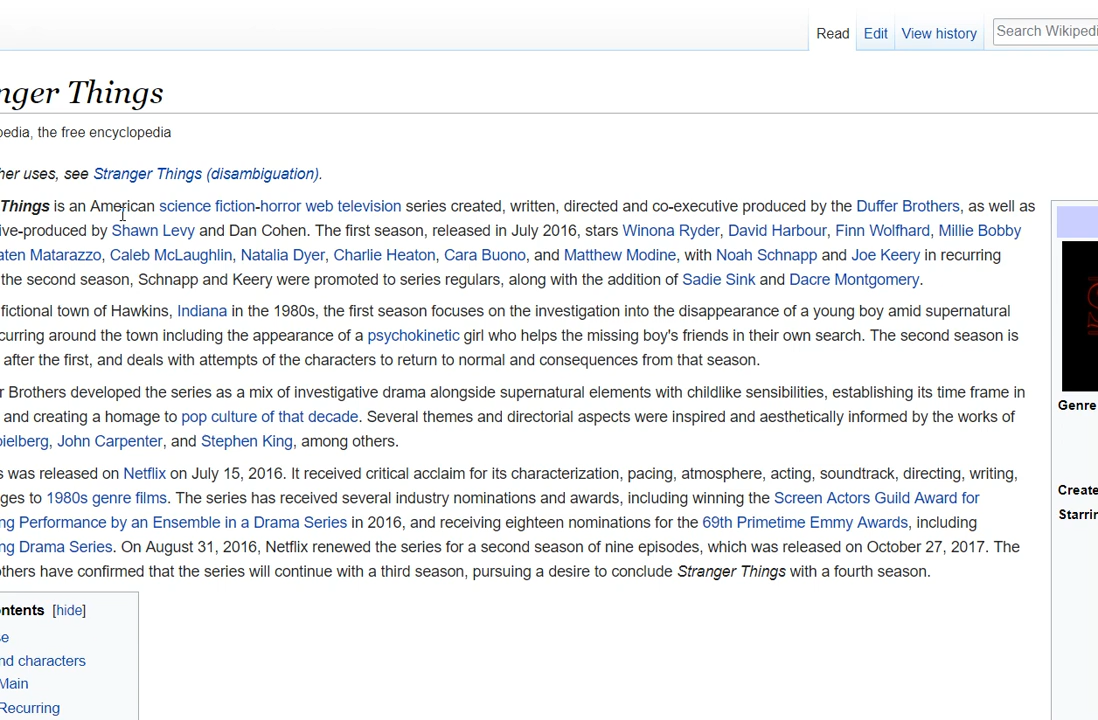 Read Edit View history Search Wikipedi
nger Things
pedia, the free encyclopedia
her uses, see Stranger Things (disambiguation).
Things is an American science fiction-horror web television series created, written, directed and co-executive produced by the Duffer Brothers, as well as
ive-produced by Shawn Levy and Dan Cohen. The first season, released in July 2016, stars Winona Ryder, David Harbour, Finn Wolfhard, Millie Bobby
aten Matarazzo, Caleb McLaughlin, Natalia Dyer, Charlie Heaton, Cara Buono, and Matthew Modine, with Noah Schnapp and Joe Keery in recurring
the second season, Schnapp and Keery were promoted to series regulars, along with the addition of Sadie Sink and Dacre Montgomery.
fictional town of Hawkins, Indiana in the 1980s, the first season focuses on the investigation into the disappearance of a young boy amid supernatural
curring around the town including the appearance of a psychokinetic girl who helps the missing boy's friends in their own search. The second season is
after the first, and deals with attempts of the characters to return to normal and consequences from that season.
r Brothers developed the series as a mix of investigative drama alongside supernatural elements with childlike sensibilities, establishing its time frame in
and creating a homage to pop culture of that decade. Several themes and directorial aspects were inspired and aesthetically informed by the works of
pielberg, John Carpenter, and Stephen King, among others.
s was released on Netflix on July 15, 2016. It received critical acclaim for its characterization, pacing, atmosphere, acting, soundtrack, directing, writing,
ges to 1980s genre films. The series has received several industry nominations and awards, including winning the Screen Actors Guild Award for
ng Performance by an Ensemble in a Drama Series in 2016, and receiving eighteen nominations for the 69th Primetime Emmy Awards, including
ng Drama Series. On August 31, 2016, Netflix renewed the series for a second season of nine episodes, which was released on October 27, 2017. The
others have confirmed that the series will continue with a third season, pursuing a desire to conclude Stranger Things with a fourth season.
ntents [hide]
se
nd characters
Main
Recurring
Genre
Create
Starrin